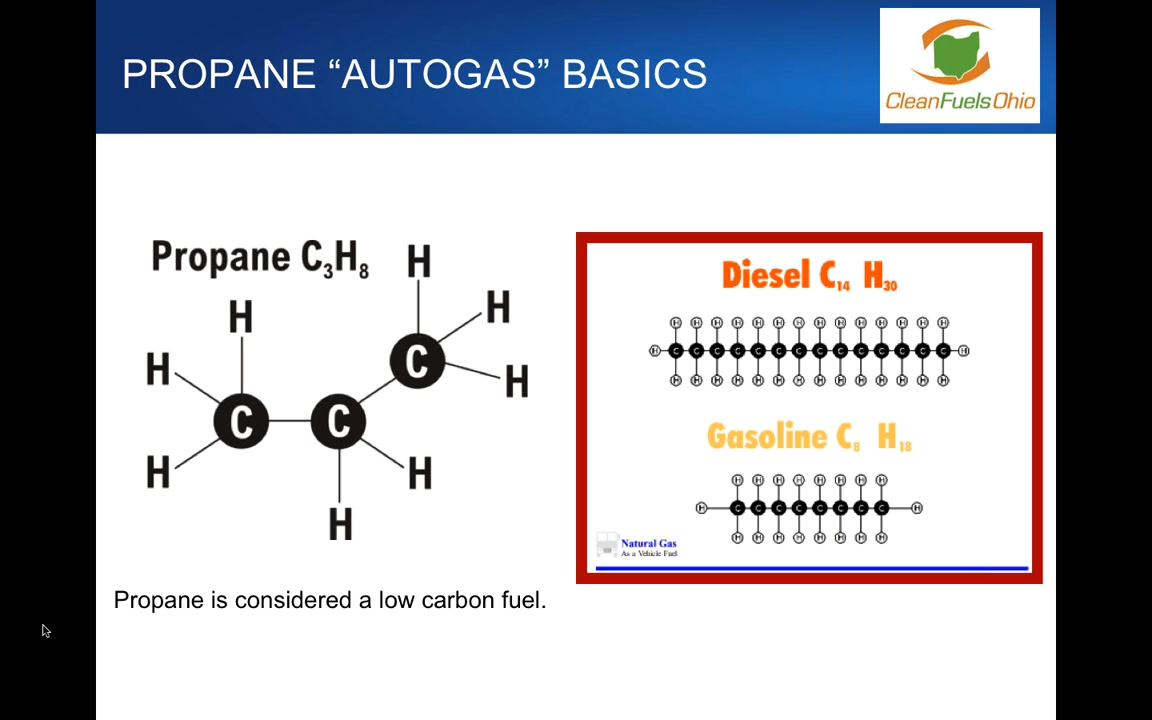 PROPANE “AUTOGAS” BASICS
CleanFuelsOhio
Propane C₃H₈
H
H
H
H
H
H
H
H
C
C
C
Diesel C₁₄ H₃₀
H H H H H H H H H H H H H H
H C C C C C C C C C C C C C C H
H H H H H H H H H H H H H H
Gasoline C₈ H₁₈
H H H H H H H H
H C C C C C C C C H
H H H H H H H H
Natural Gas
As a Vehicle Fuel
Propane is considered a low carbon fuel.